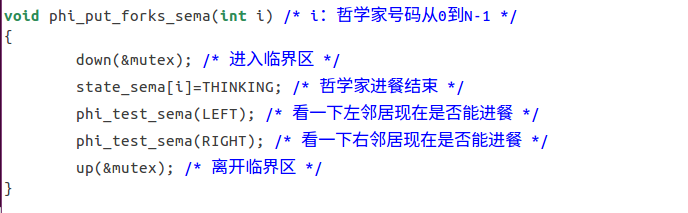 void phi_put_forks_sema(int i) /* i：哲学家号码从0到N-1 */
{
        down(&mutex); /* 进入临界区 */
        state_sema[i]=THINKING; /* 哲学家进餐结束 */
        phi_test_sema(LEFT); /* 看一下左邻居现在是否能进餐 */
        phi_test_sema(RIGHT); /* 看一下右邻居现在是否能进餐 */
        up(&mutex); /* 离开临界区 */
}